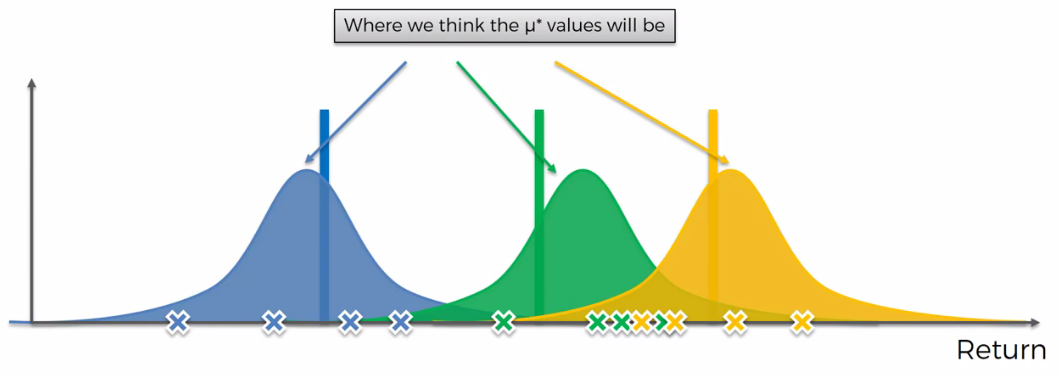 Where we think the μ* values will be
Return